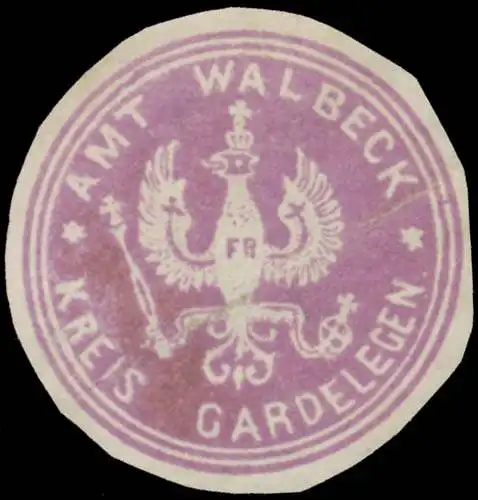 * AMT WALBECK *
KREIS GARDELEGEN
FR